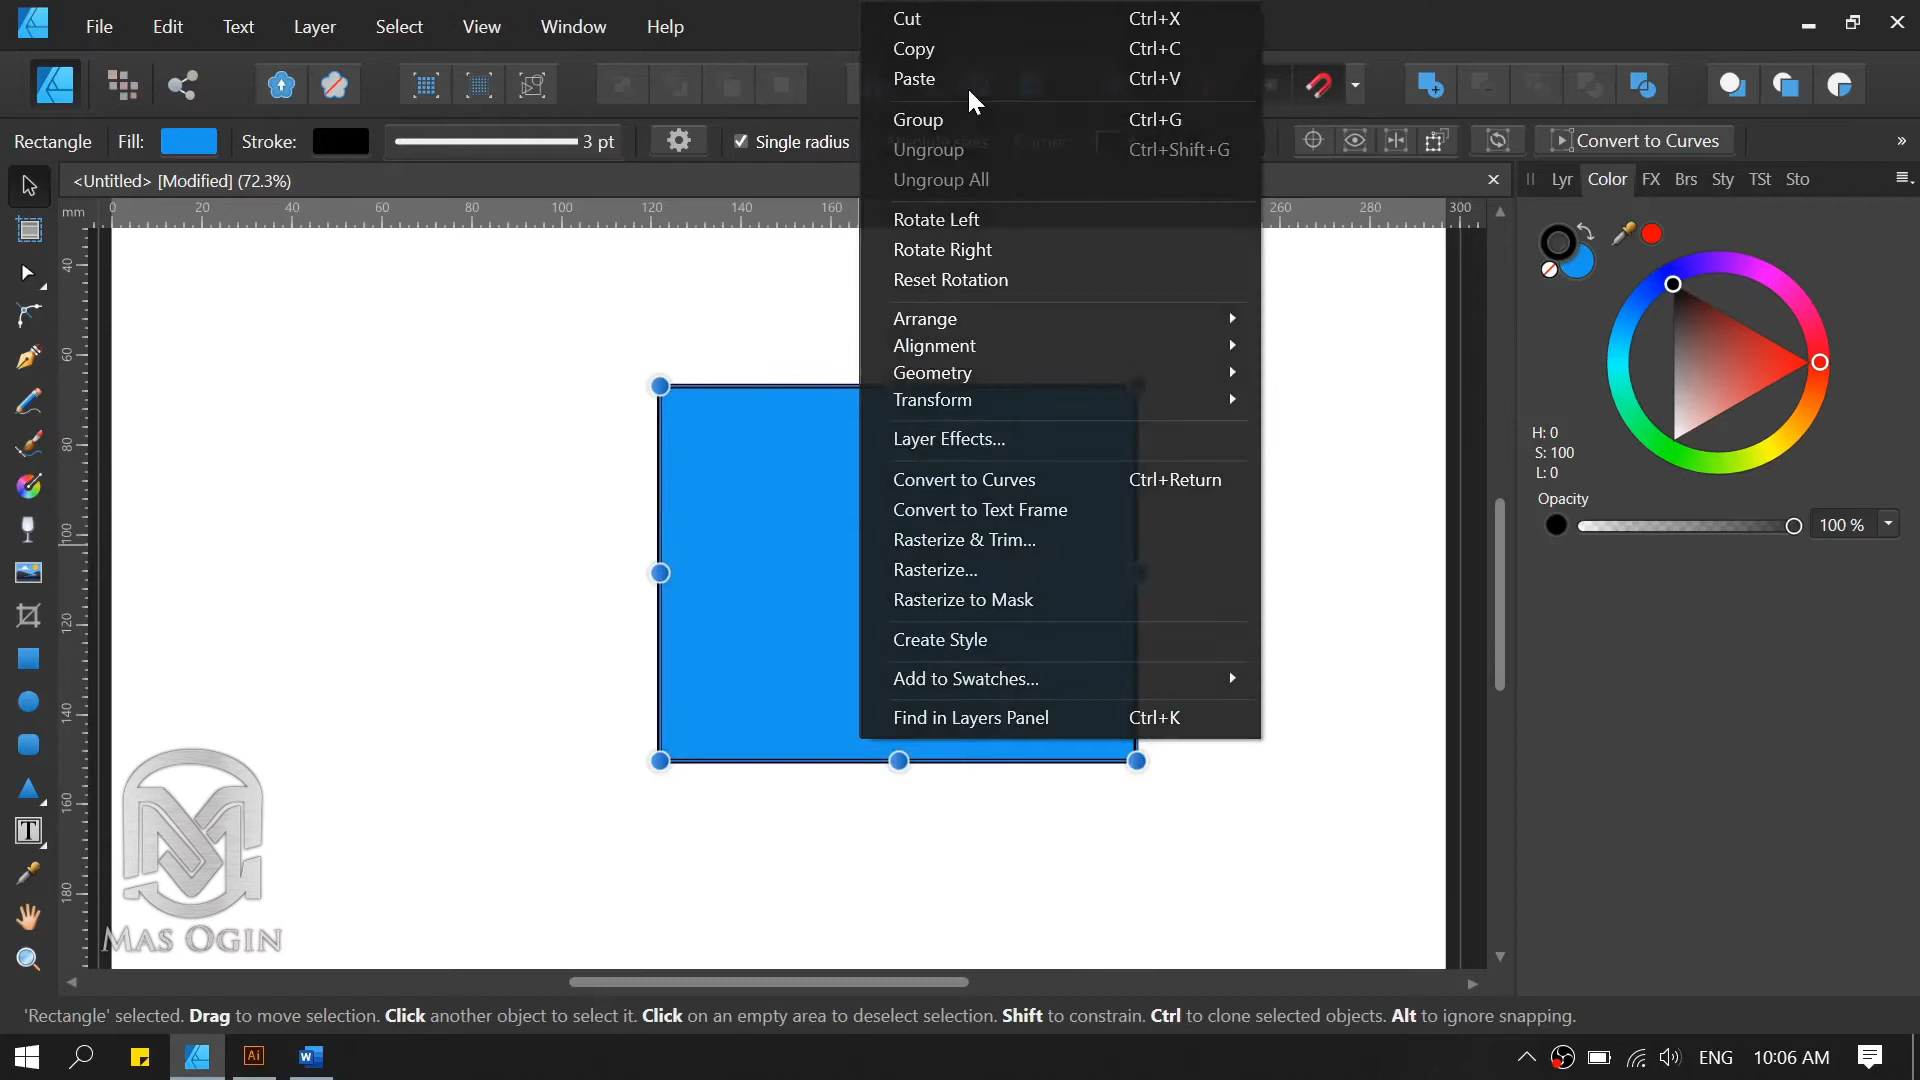 File Edit Text Layer Select View Window Help
Rectangle Fill: Stroke: 3 pt Single radius Convert to Curves »
<Untitled> [Modified] (72.3%)
Lyr Color FX Brs Sty TSt Sto
mm 0 20 40 60 80 100 120 140 160 260 280 300
40
60
80
100
120
140
160
180
Cut Ctrl+X
Copy Ctrl+C
Paste Ctrl+V
Group Ctrl+G
Ungroup Ctrl+Shift+G
Ungroup All
Rotate Left
Rotate Right
Reset Rotation
Arrange
Alignment
Geometry
Transform
Layer Effects...
Convert to Curves Ctrl+Return
Convert to Text Frame
Rasterize & Trim...
Rasterize...
Rasterize to Mask
Create Style
Add to Swatches...
Find in Layers Panel Ctrl+K
H: 0
S: 100
L: 0
Opacity
100 %
MAS OGIN
'Rectangle' selected. Drag to move selection. Click another object to select it. Click on an empty area to deselect selection. Shift to constrain. Ctrl to clone selected objects. Alt to ignore snapping.
Ai W ENG 10:06 AM